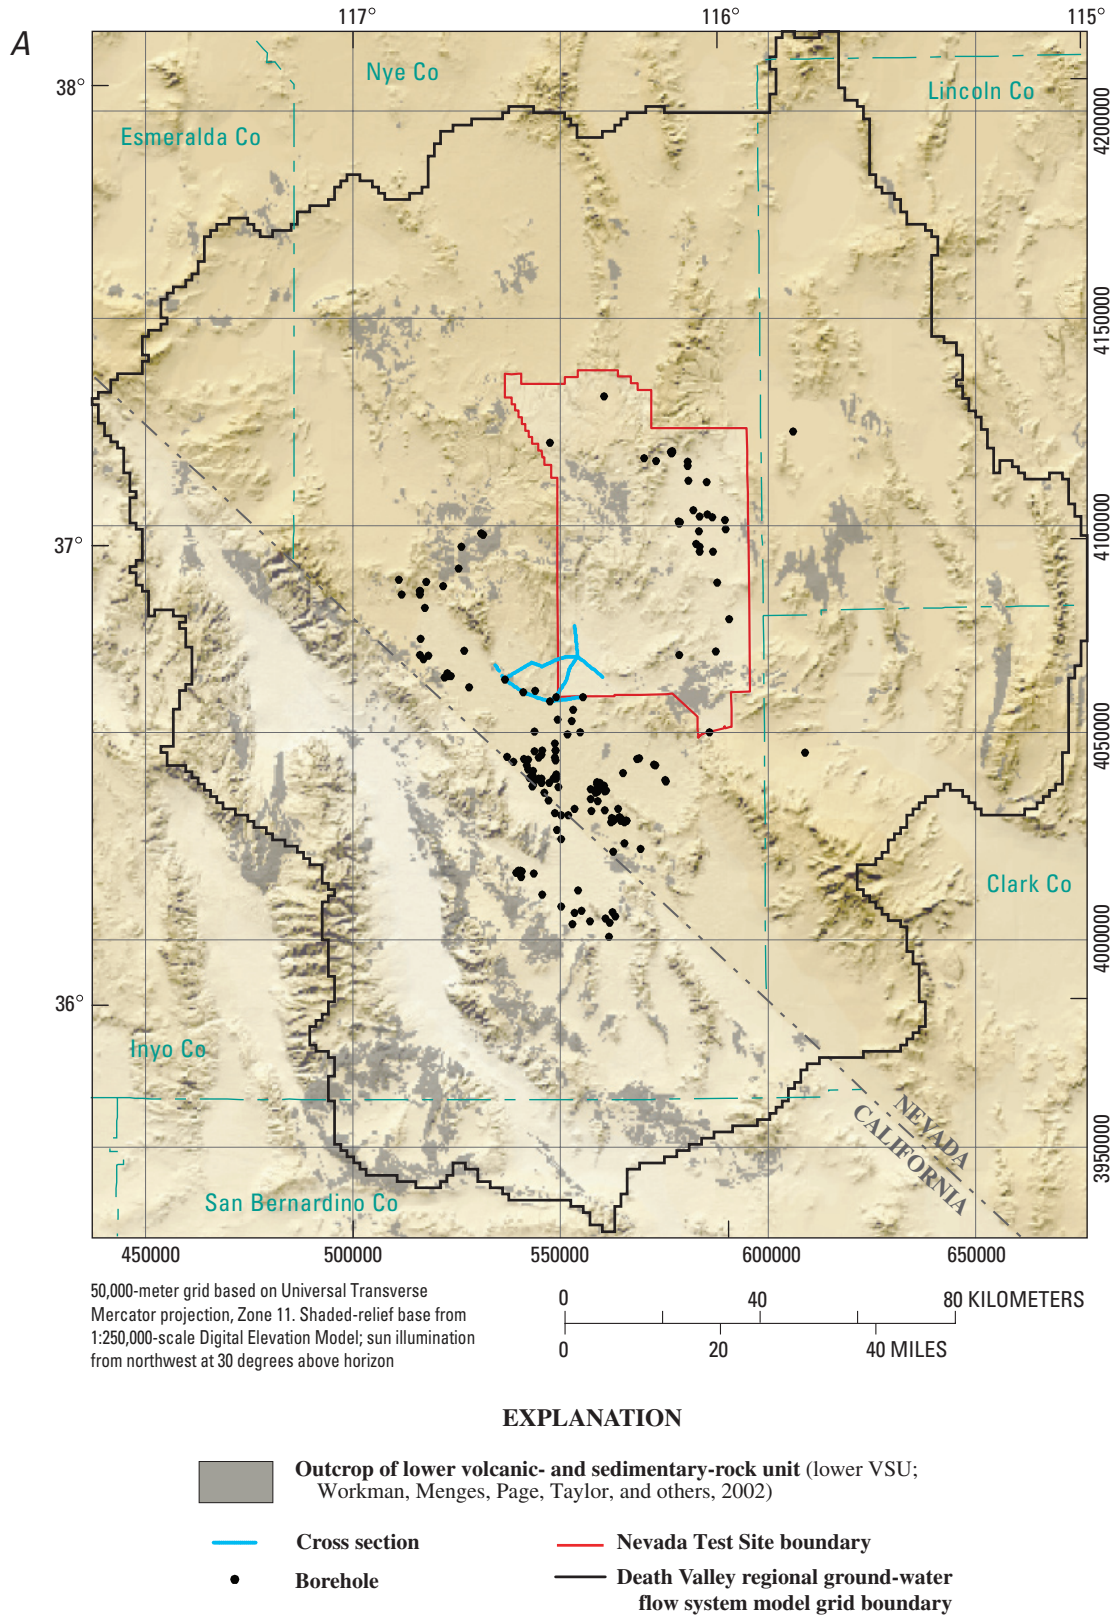 A
117°
116°
115°
38°
37°
36°
Nye Co
Lincoln Co
Esmeralda Co
Clark Co
Inyo Co
San Bernardino Co
NEVADA
CALIFORNIA
4200000
4150000
4100000
4050000
4000000
3950000
450000
500000
550000
600000
650000
50,000-meter grid based on Universal Transverse
Mercator projection, Zone 11. Shaded-relief base from
1:250,000-scale Digital Elevation Model; sun illumination
from northwest at 30 degrees above horizon
0
40
80 KILOMETERS
0
20
40 MILES
EXPLANATION
Outcrop of lower volcanic- and sedimentary-rock unit (lower VSU;
Workman, Menges, Page, Taylor, and others, 2002)
Cross section
Borehole
Nevada Test Site boundary
Death Valley regional ground-water
flow system model grid boundary